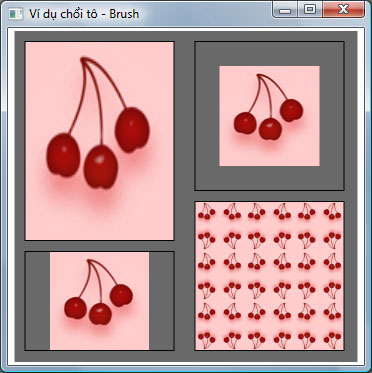 Ví dụ chổi tô - Brush